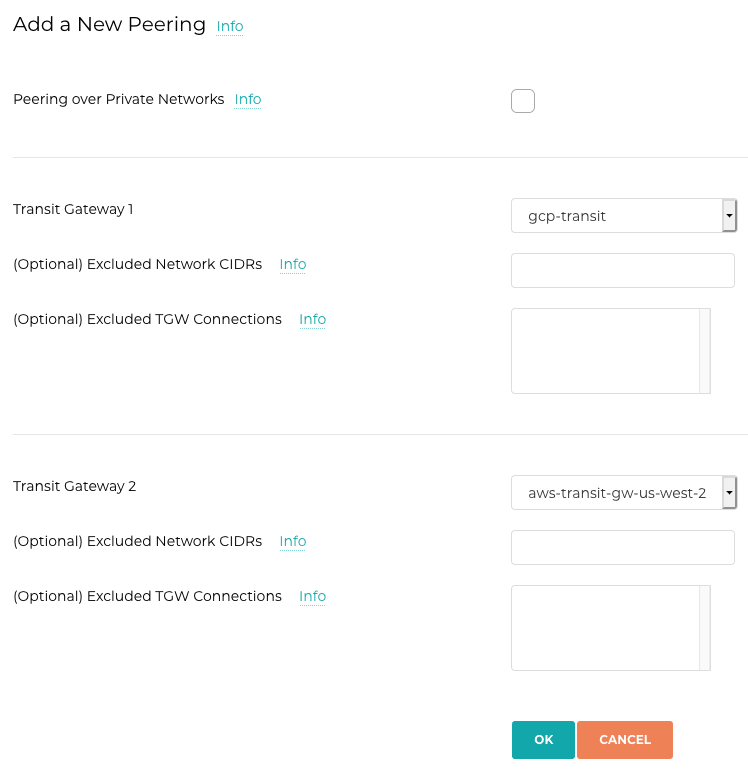 Add a New Peering Info
Peering over Private Networks Info
Transit Gateway 1 gcp-transit
(Optional) Excluded Network CIDRs Info
(Optional) Excluded TGW Connections Info
Transit Gateway 2 aws-transit-gw-us-west-2
(Optional) Excluded Network CIDRs Info
(Optional) Excluded TGW Connections Info
OK CANCEL